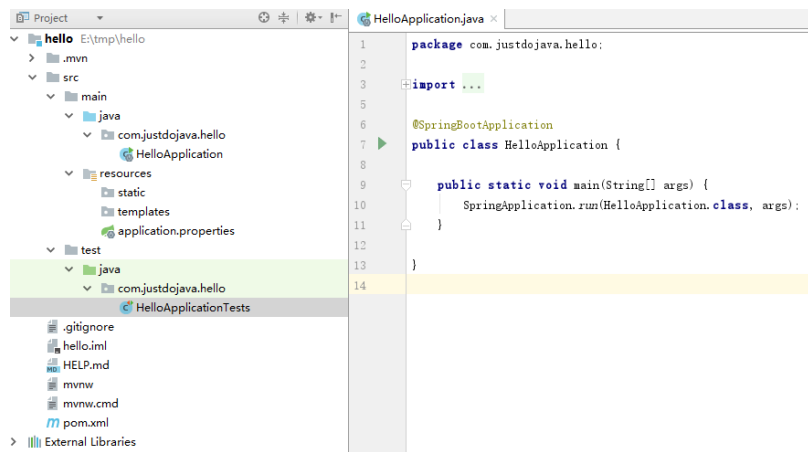 Project
hello E:\tmp\hello
.mvn
src
main
java
com.justdojava.hello
HelloApplication
resources
static
templates
application.properties
test
java
com.justdojava.hello
HelloApplicationTests
.gitignore
hello.iml
HELP.md
mvnw
mvnw.cmd
pom.xml
External Libraries
HelloApplication.java
1 package com.justdojava.hello;
2
3 import ...
5
6 @SpringBootApplication
7 public class HelloApplication {
8
9 public static void main(String[] args) {
10 SpringApplication.run(HelloApplication.class, args);
11 }
12
13 }
14